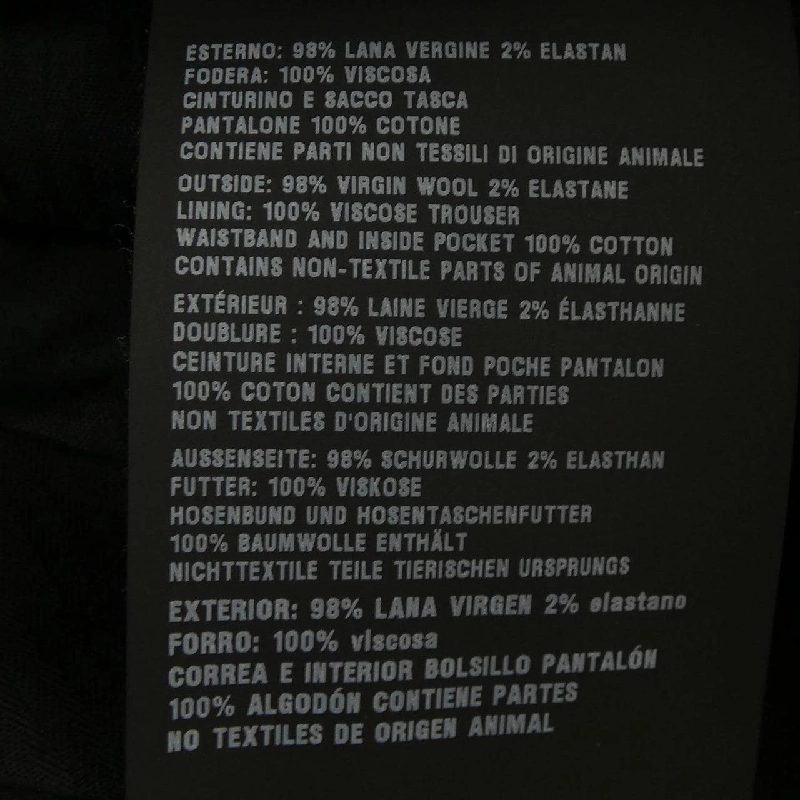 ESTERNO: 98% LANA VERGINE 2% ELASTAN
FODERA: 100% VISCOSA
CINTURINO E SACCO TASCA
PANTALONE 100% COTONE
CONTIENE PARTI NON TESSILI DI ORIGINE ANIMALE
OUTSIDE: 98% VIRGIN WOOL 2% ELASTANE
LINING: 100% VISCOSE TROUSER
WAISTBAND AND INSIDE POCKET 100% COTTON
CONTAINS NON-TEXTILE PARTS OF ANIMAL ORIGIN
EXTÉRIEUR : 98% LAINE VIERGE 2% ÉLASTHANNE
DOUBLURE : 100% VISCOSE
CEINTURE INTERNE ET FOND POCHE PANTALON
100% COTON CONTIENT DES PARTIES
NON TEXTILES D'ORIGINE ANIMALE
AUSSENSEITE: 98% SCHURWOLLE 2% ELASTHAN
FUTTER: 100% VISKOSE
HOSENBUND UND HOSENTASCHENFUTTER
100% BAUMWOLLE ENTHÄLT
NICHTTEXTILE TEILE TIERISCHEN URSPRUNGS
EXTERIOR: 98% LANA VIRGEN 2% elastano
FORRO: 100% viscosa
CORREA E INTERIOR BOLSILLO PANTALÓN
100% ALGODÓN CONTIENE PARTES
NO TEXTILES DE ORIGEN ANIMAL